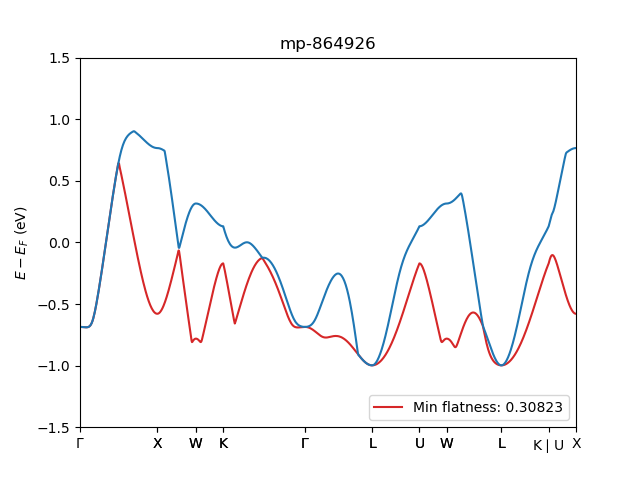 mp-864926
E − E_F (eV)
1.5
1.0
0.5
0.0
−0.5
−1.0
−1.5
Min flatness: 0.30823
Γ X W K Γ L U W L K | U X